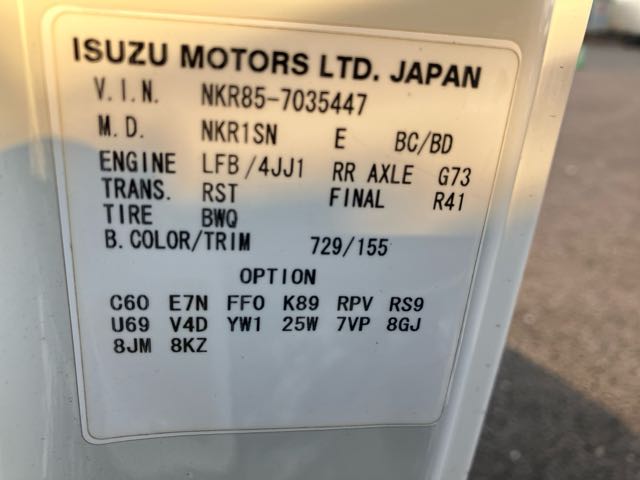 ISUZU MOTORS LTD. JAPAN
V.I.N. NKR85-7035447
M.D. NKR1SN E BC/BD
ENGINE LFB/4JJ1 RR AXLE G73
TRANS. RST FINAL R41
TIRE BWQ
B.COLOR/TRIM 729/155
OPTION
C60 E7N FF0 K89 RPV RS9
U69 V4D YW1 25W 7VP 8GJ
8JM 8KZ